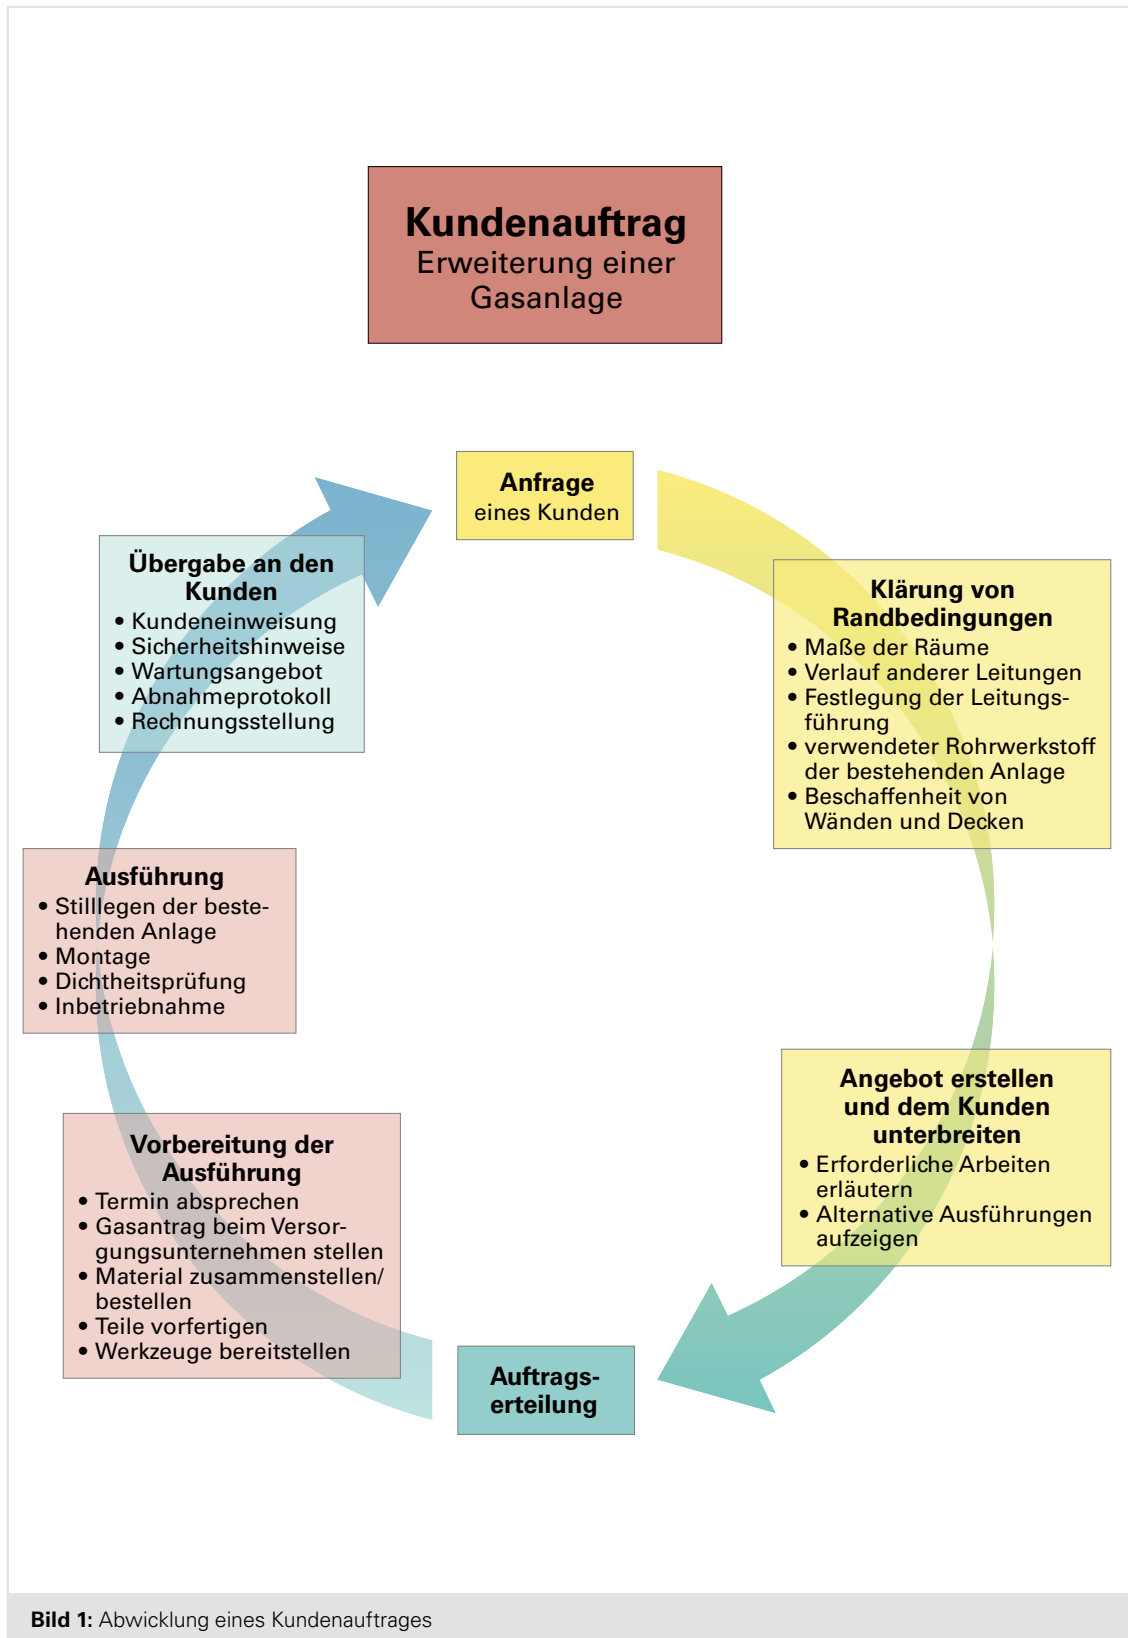 Kundenauftrag
Erweiterung einer
Gasanlage
Anfrage
eines Kunden
Klärung von
Randbedingungen
• Maße der Räume
• Verlauf anderer Leitungen
• Festlegung der Leitungs-
führung
• verwendeter Rohrwerkstoff
der bestehenden Anlage
• Beschaffenheit von
Wänden und Decken
Angebot erstellen
und dem Kunden
unterbreiten
• Erforderliche Arbeiten
erläutern
• Alternative Ausführungen
aufzeigen
Auftrags-
erteilung
Vorbereitung der
Ausführung
• Termin absprechen
• Gasantrag beim Versor-
gungsunternehmen stellen
• Material zusammenstellen/
bestellen
• Teile vorfertigen
• Werkzeuge bereitstellen
Ausführung
• Stilllegen der beste-
henden Anlage
• Montage
• Dichtheitsprüfung
• Inbetriebnahme
Übergabe an den
Kunden
• Kundeneinweisung
• Sicherheitshinweise
• Wartungsangebot
• Abnahmeprotokoll
• Rechnungsstellung
Bild 1: Abwicklung eines Kundenauftrages